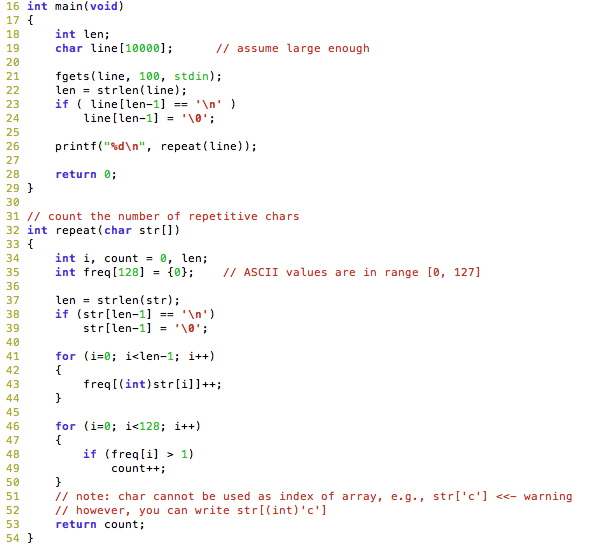 16 int main(void)
17 {
18     int len;
19     char line[10000];      // assume large enough
20
21     fgets(line, 100, stdin);
22     len = strlen(line);
23     if ( line[len-1] == '\n' )
24         line[len-1] = '\0';
25
26     printf("%d\n", repeat(line));
27
28     return 0;
29 }
30
31 // count the number of repetitive chars
32 int repeat(char str[])
33 {
34     int i, count = 0, len;
35     int freq[128] = {0};    // ASCII values are in range [0, 127]
36
37     len = strlen(str);
38     if (str[len-1] == '\n')
39         str[len-1] = '\0';
40
41     for (i=0; i<len-1; i++)
42     {
43         freq[(int)str[i]]++;
44     }
45
46     for (i=0; i<128; i++)
47     {
48         if (freq[i] > 1)
49             count++;
50     }
51     // note: char cannot be used as index of array, e.g., str['c'] <<- warning
52     // however, you can write str[(int)'c']
53     return count;
54 }